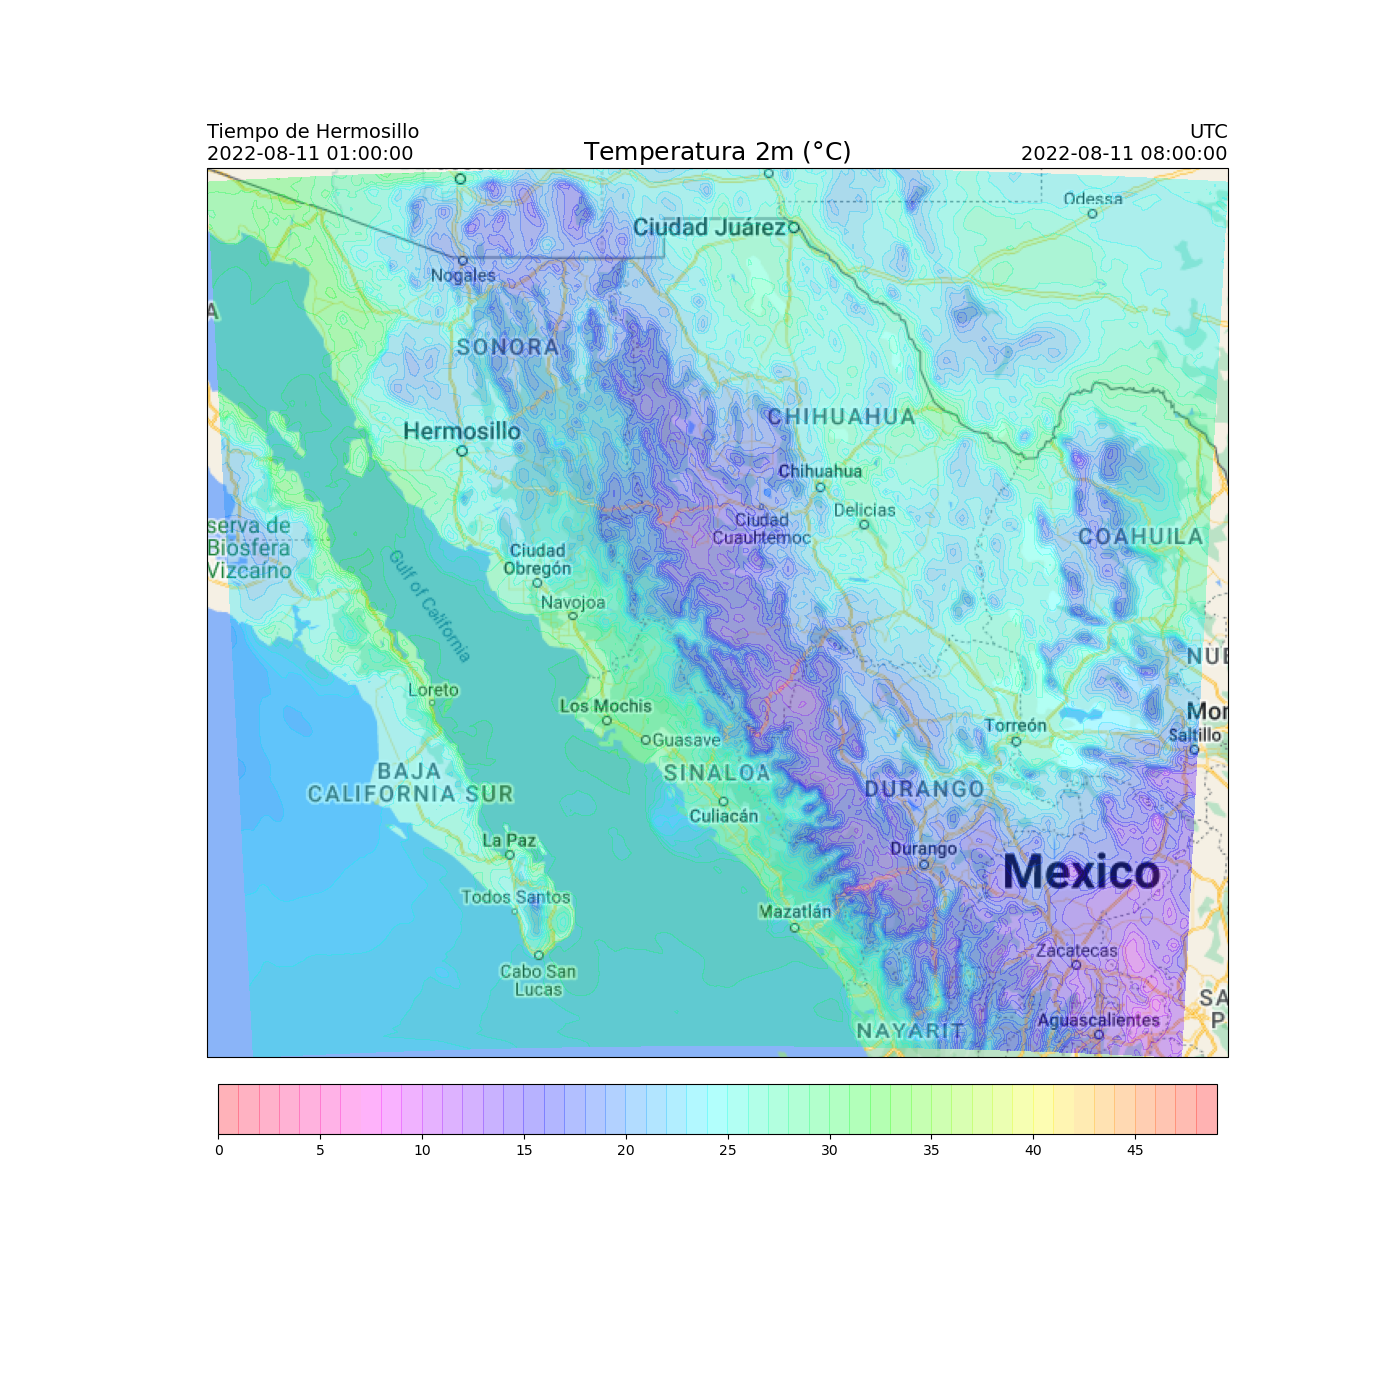 Tiempo de Hermosillo
2022-08-11 01:00:00
Temperatura 2m (°C)
UTC
2022-08-11 08:00:00
Odessa
Ciudad Juárez
Nogales
A
SONORA
CHIHUAHUA
Hermosillo
Chihuahua
Delicias
Ciudad
Cuauhtemoc
serva de
Biosfera
Vizcaíno
COAHUILA
Ciudad
Obregón
Gulf of California
Navojoa
NUE
Loreto
Los Mochis
Mor
Torreón
Saltillo
Guasave
SINALOA
BAJA
CALIFORNIA SUR
DURANGO
Culiacán
La Paz
Durango
Mexico
Todos Santos
Mazatlán
Zacatecas
Cabo San
Lucas
SA
P
NAYARIT
Aguascalientes
0 5 10 15 20 25 30 35 40 45